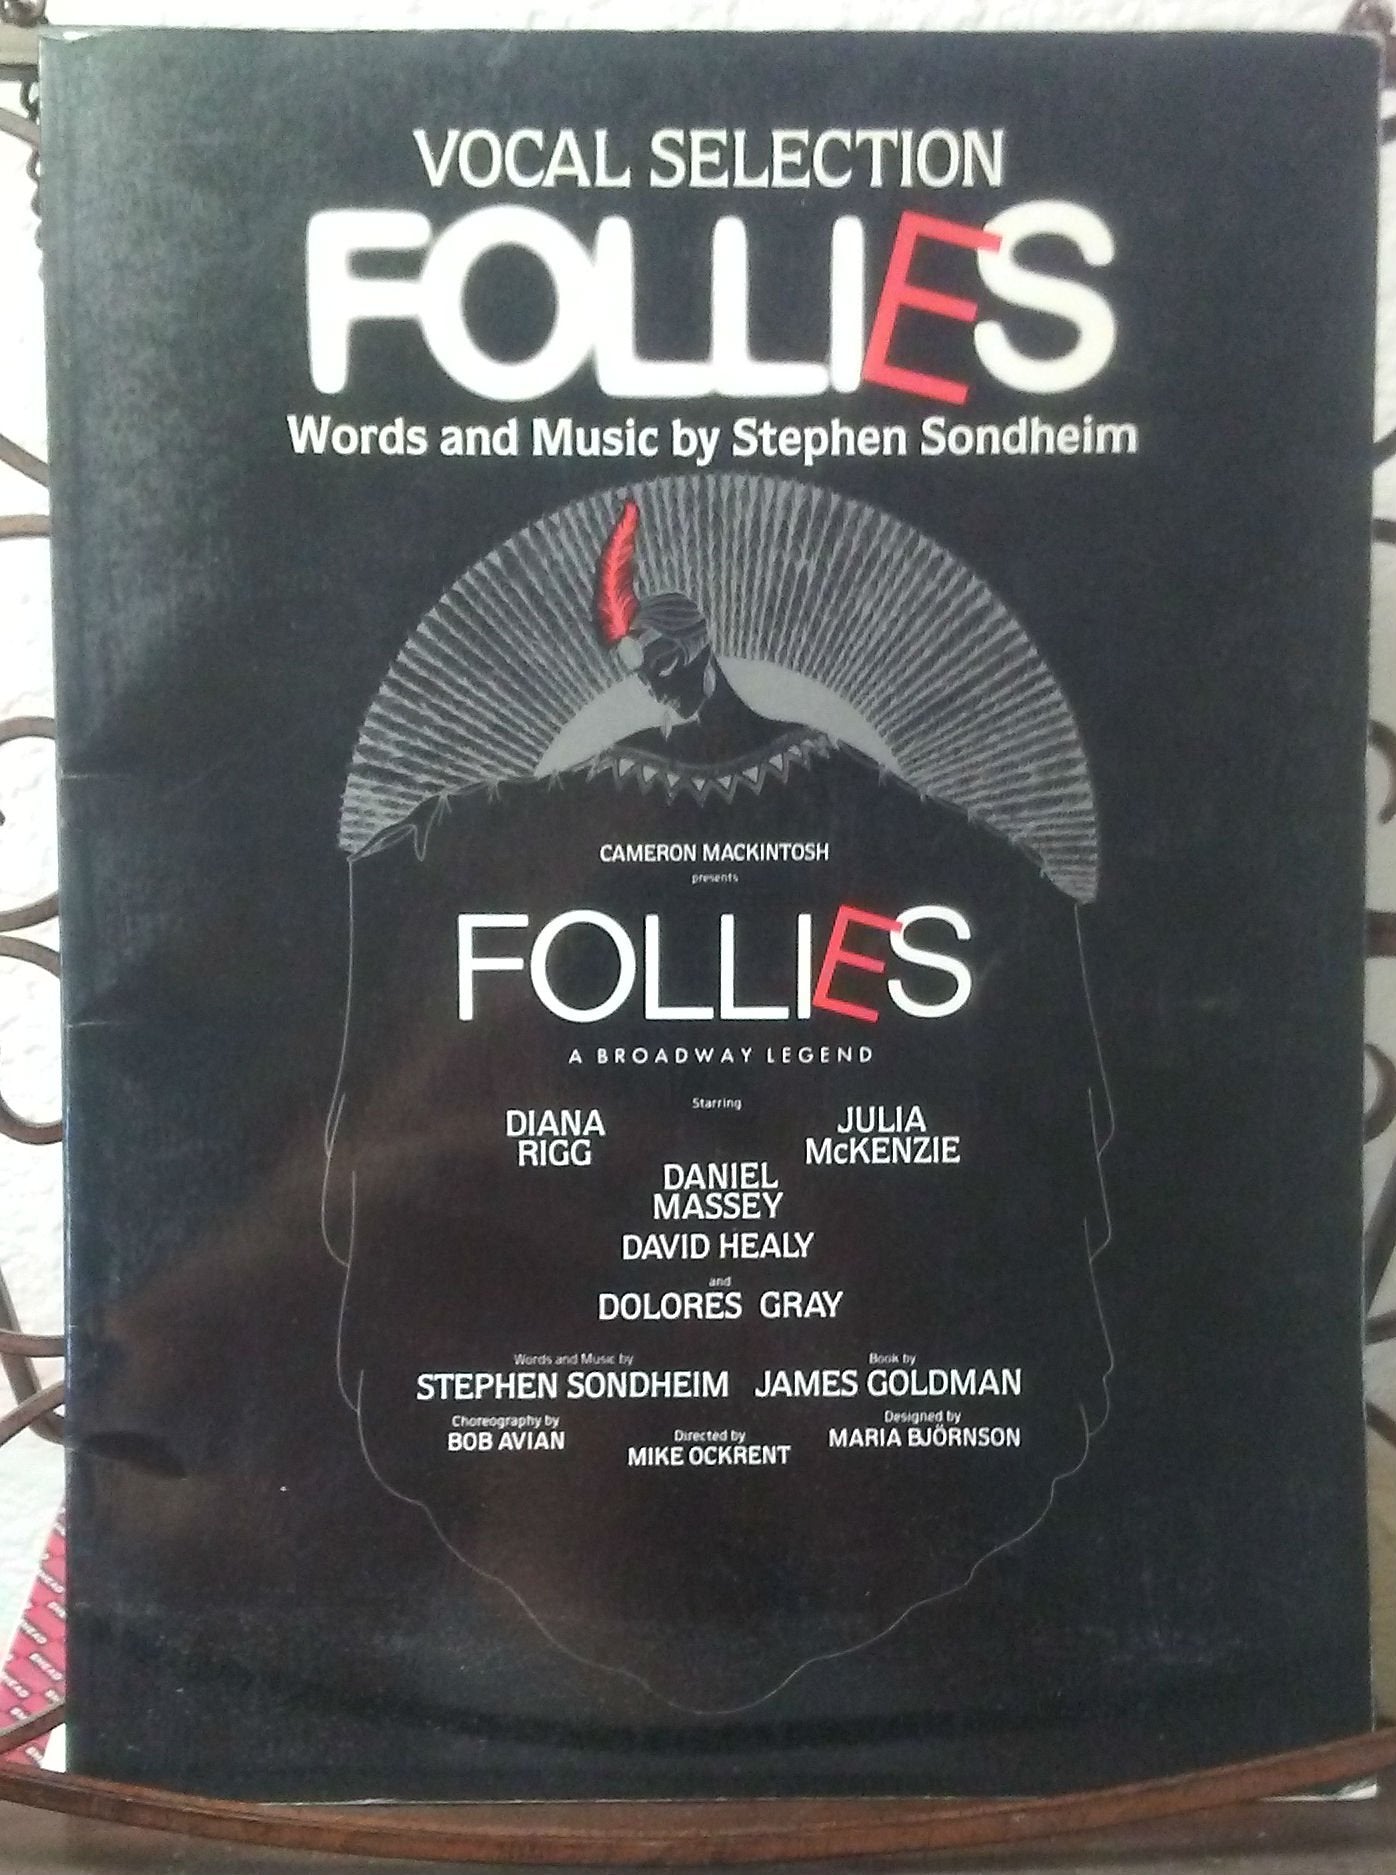 VOCAL SELECTION
FOLLIES
Words and Music by Stephen Sondheim
CAMERON MACKINTOSH
presents
FOLLIES
A BROADWAY LEGEND
Starring
DIANA
RIGG
JULIA
McKENZIE
DANIEL
MASSEY
DAVID HEALY
and
DOLORES GRAY
Words and Music by
STEPHEN SONDHEIM
Book by
JAMES GOLDMAN
Choreography by
BOB AVIAN
Directed by
MIKE OCKRENT
Designed by
MARIA BJÖRNSON